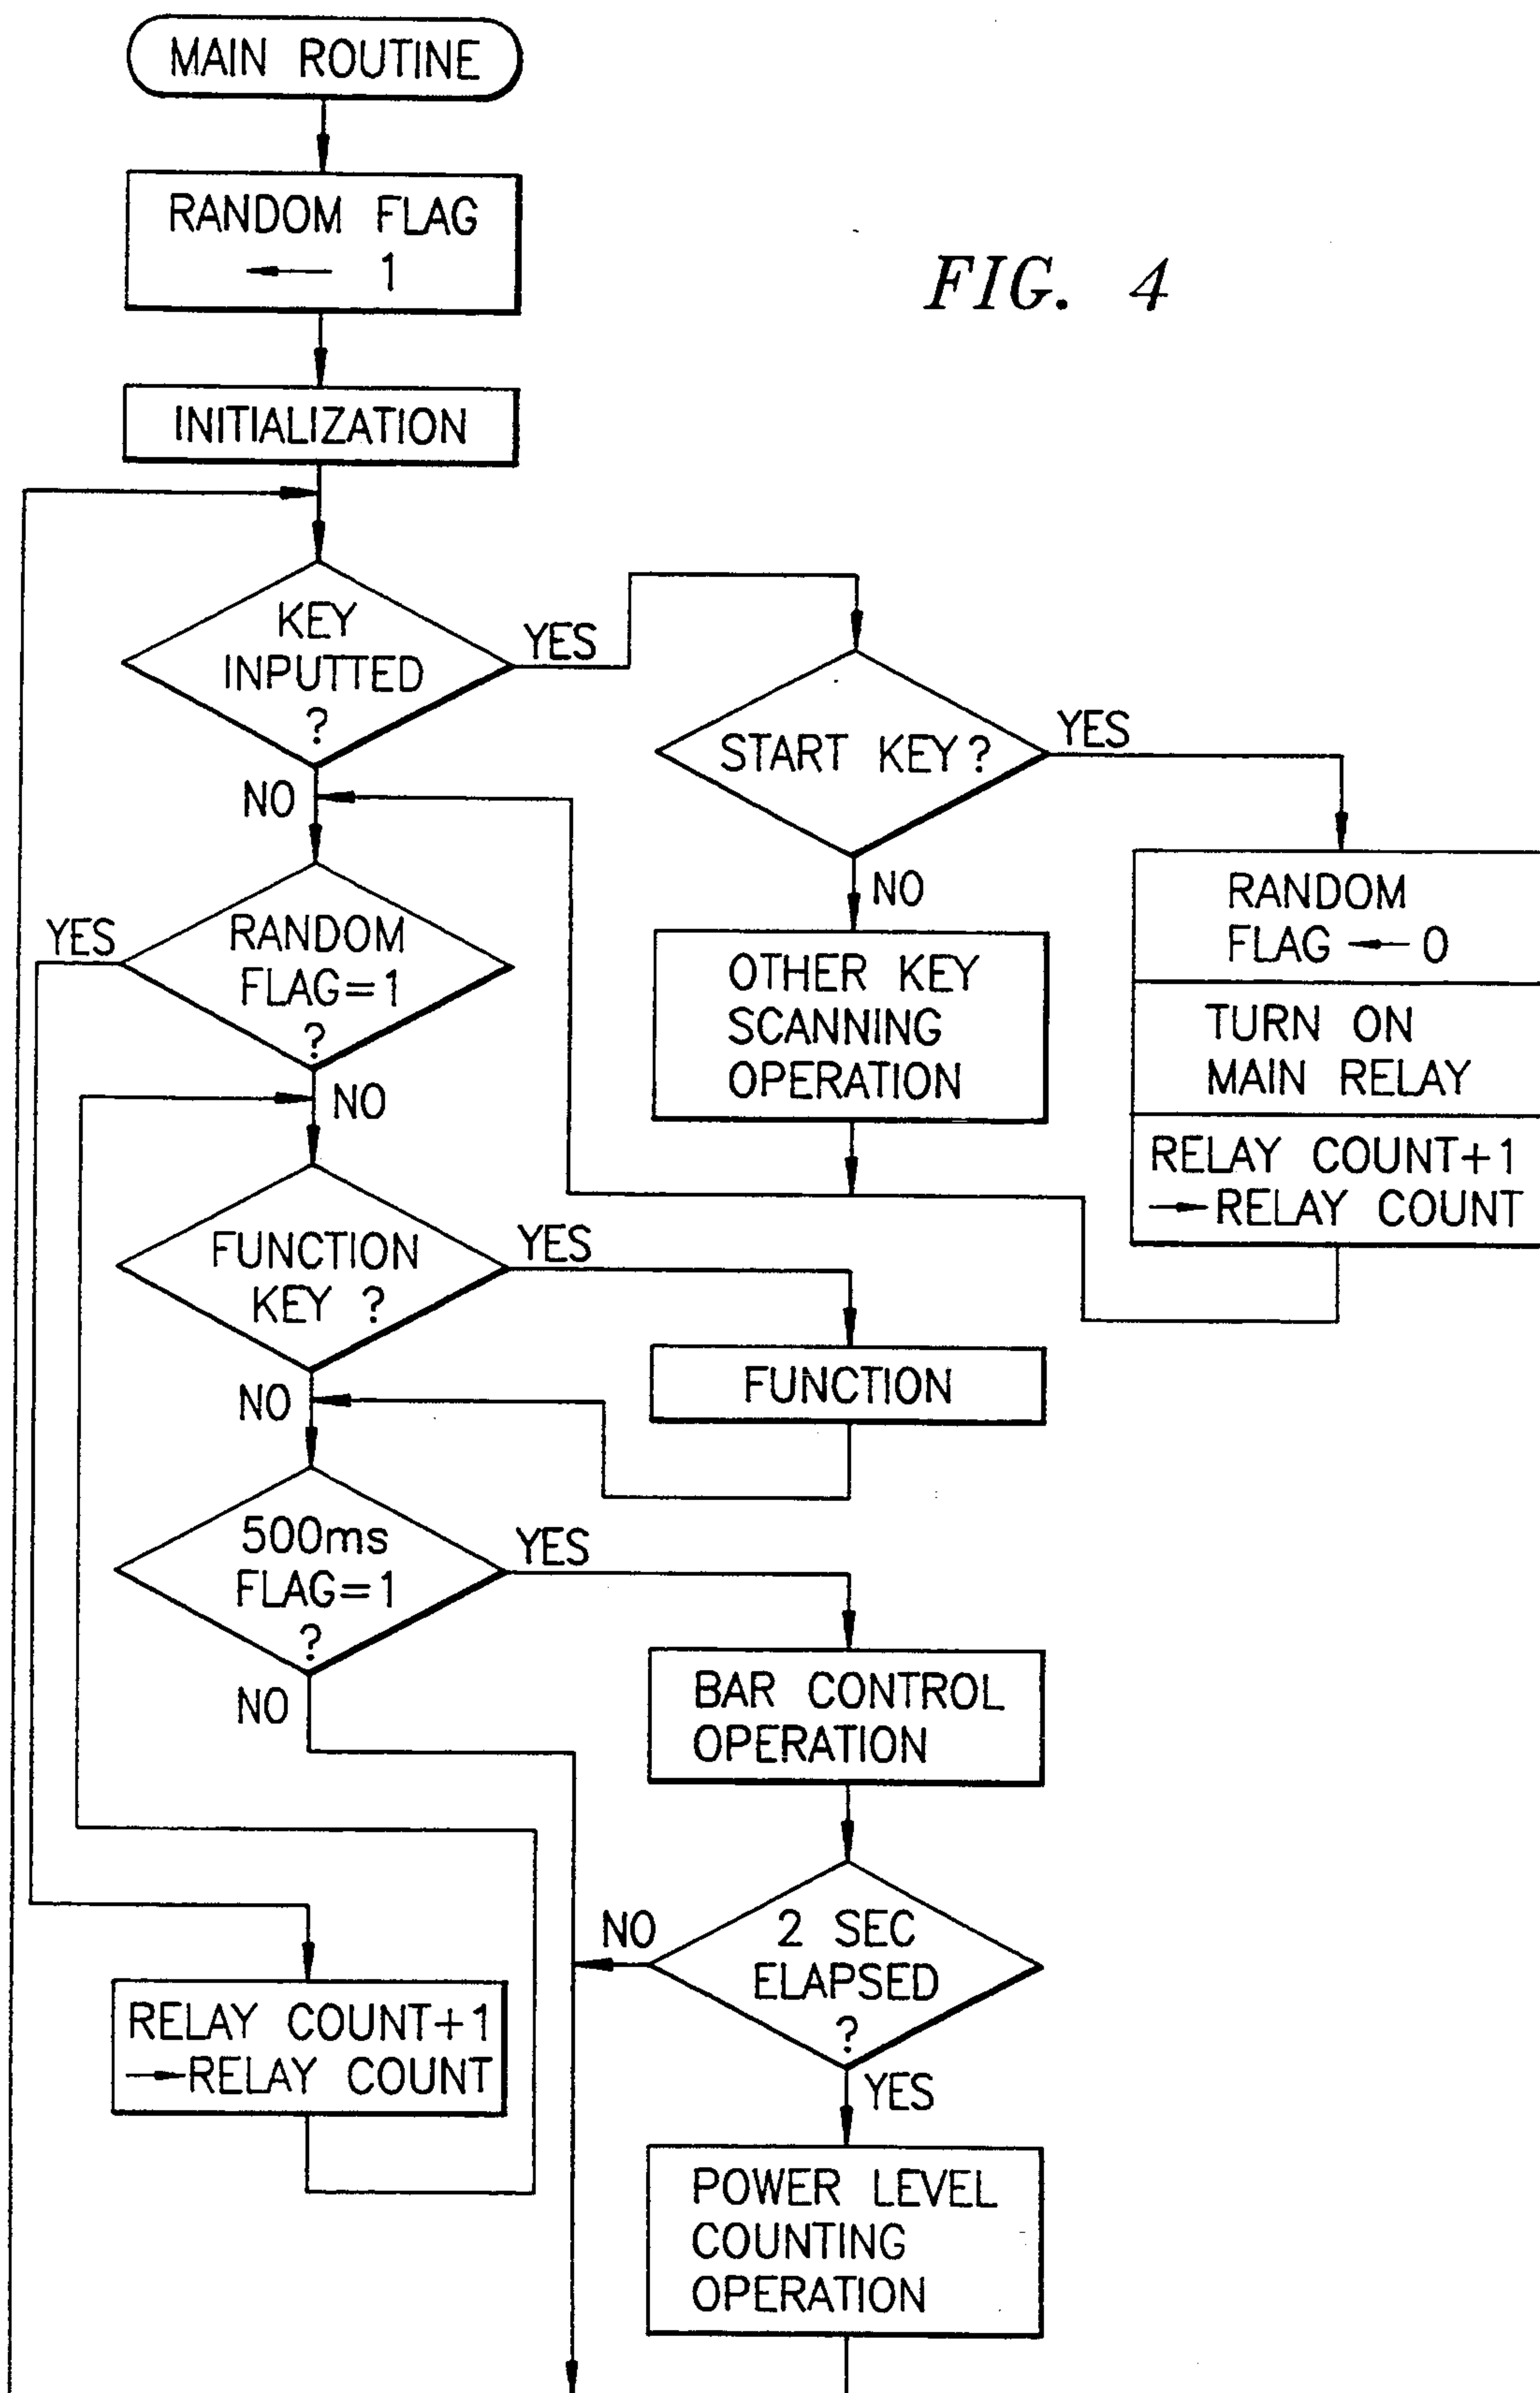 MAIN ROUTINE
RANDOM FLAG
← 1
FIG. 4
INITIALIZATION
KEY
INPUTTED
?
YES
NO
START KEY?
YES
NO
RANDOM
FLAG ← 0
TURN ON
MAIN RELAY
RELAY COUNT+1
→RELAY COUNT
OTHER KEY
SCANNING
OPERATION
RANDOM
FLAG=1
?
YES
NO
FUNCTION
KEY ?
YES
NO
FUNCTION
500ms
FLAG=1
?
YES
NO
BAR CONTROL
OPERATION
2 SEC
ELAPSED
?
NO
YES
RELAY COUNT+1
→RELAY COUNT
POWER LEVEL
COUNTING
OPERATION